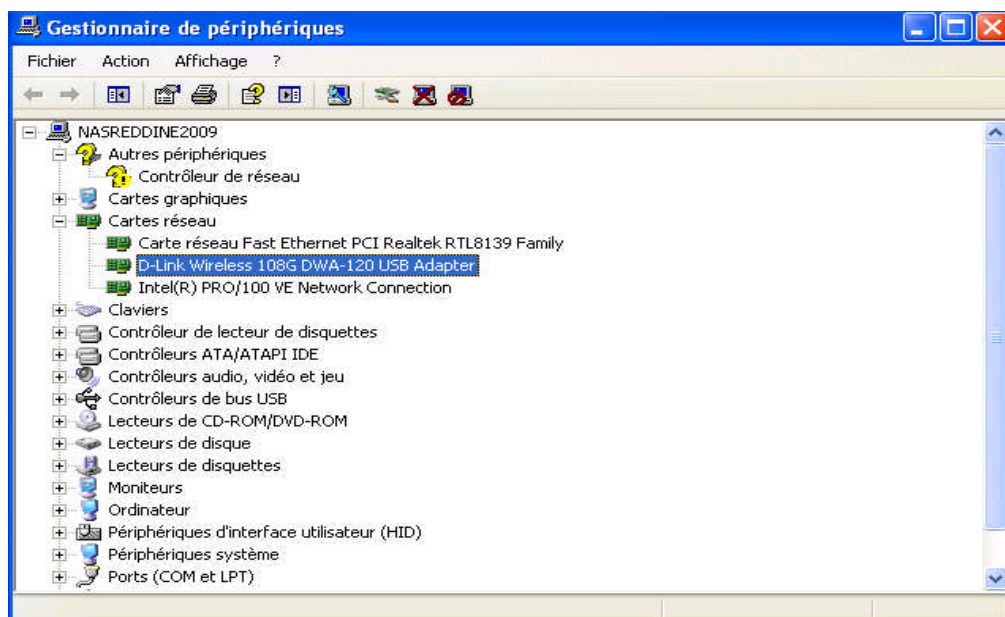 Gestionnaire de périphériques
Fichier Action Affichage ?
NASREDDINE2009
Autres périphériques
Contrôleur de réseau
Cartes graphiques
Cartes réseau
Carte réseau Fast Ethernet PCI Realtek RTL8139 Family
D-Link Wireless 108G DWA-120 USB Adapter
Intel(R) PRO/100 VE Network Connection
Claviers
Contrôleur de lecteur de disquettes
Contrôleurs ATA/ATAPI IDE
Contrôleurs audio, vidéo et jeu
Contrôleurs de bus USB
Lecteurs de CD-ROM/DVD-ROM
Lecteurs de disque
Lecteurs de disquettes
Moniteurs
Ordinateur
Périphériques d'interface utilisateur (HID)
Périphériques système
Ports (COM et LPT)